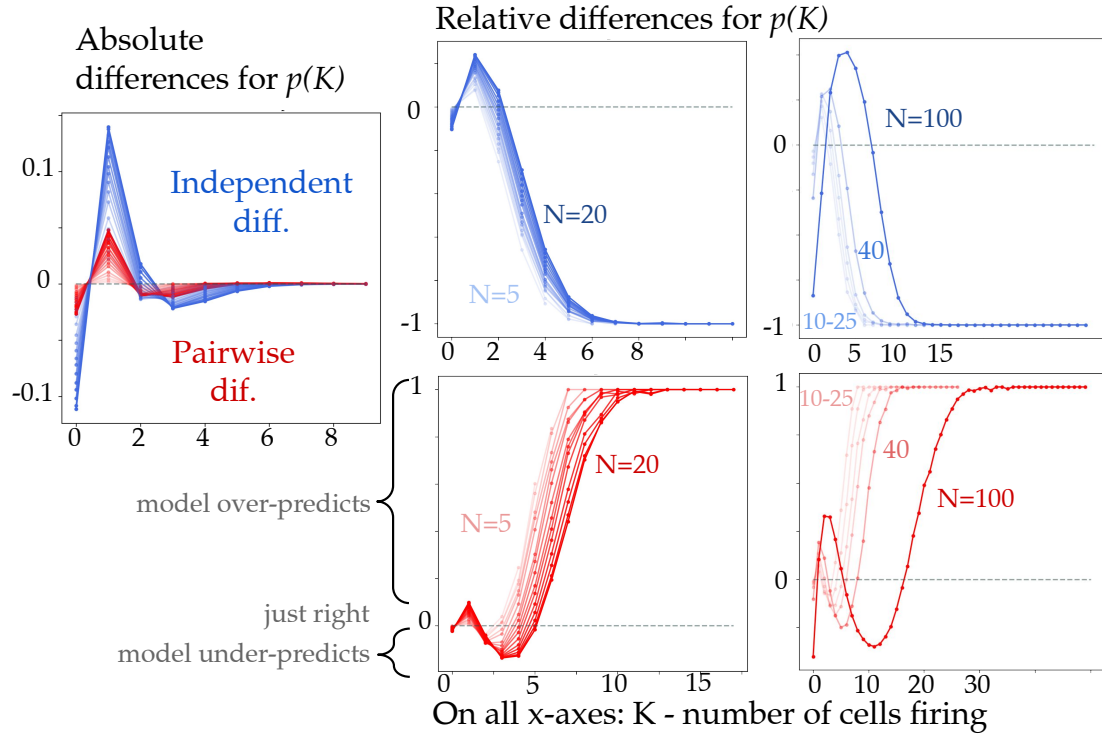 Absolute
differences for p(K)
0.1
0
-0.1
0 2 4 6 8
Independent
diff.
Pairwise
dif.
Relative differences for p(K)
0
-1
0 2 4 6 8
N=20
N=5
0
-1
0 5 10 15
N=100
40
10-25
1
0
0 5 10 15
N=20
N=5
1
0
0 10 20 30
10-25
40
N=100
model over-predicts
just right
model under-predicts
On all x-axes: K - number of cells firing